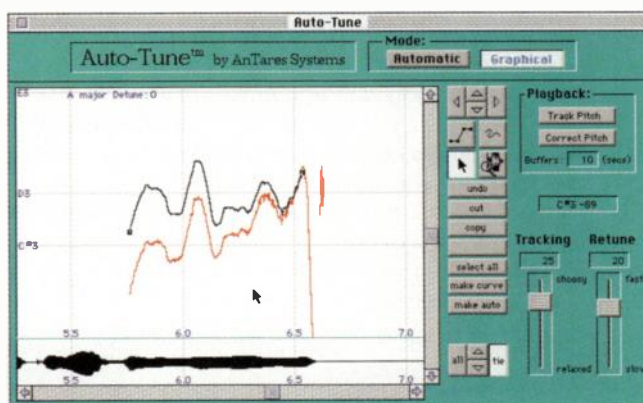 Auto-Tune
Auto-Tune™ by AnTares Systems
Mode:
Automatic
Graphical
A major Detune:0
E3
D3
C#3
5.5
6.0
6.5
7.0
5.5
6.0
6.5
7.0
Playback:
Track Pitch
Correct Pitch
Buffers: 10 (secs)
undo
cut
copy
select all
make curve
make auto
all
tie
C#3 -89
Tracking
25
choosy
relaxed
Retune
20
fast
slow